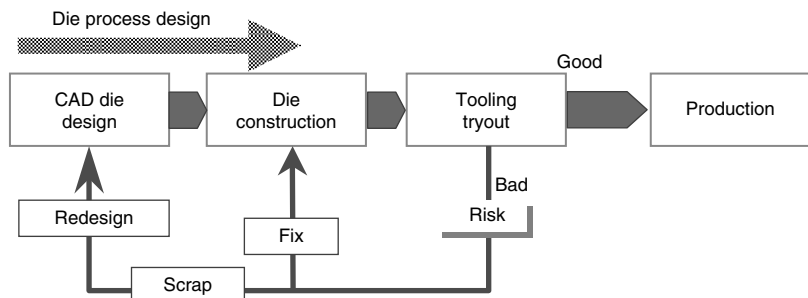 Die process design
Good
CAD die
design
Die
construction
Tooling
tryout
Production
Bad
Redesign
Fix
Risk
Scrap